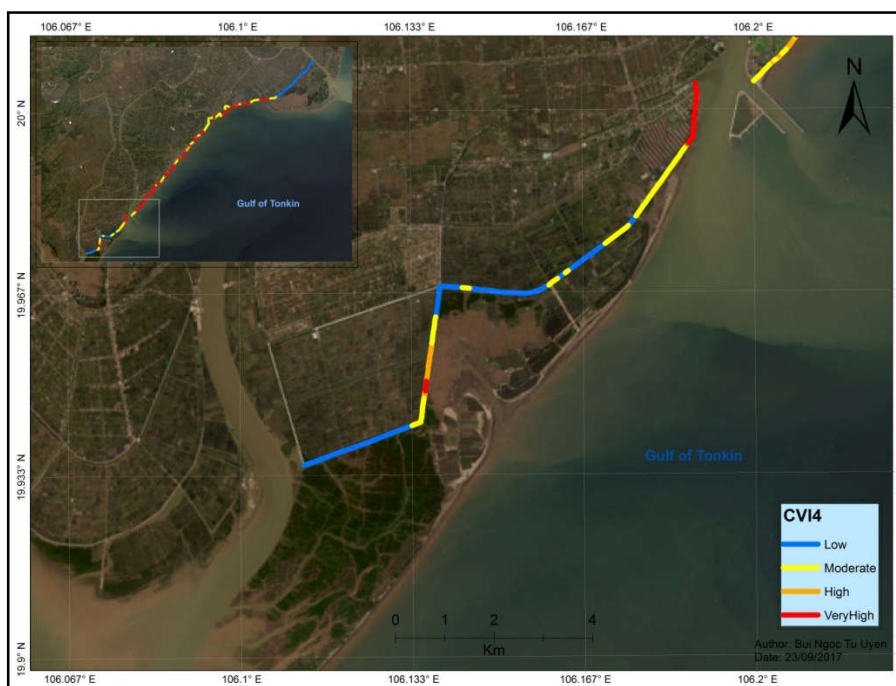 106.067° E 106.1° E 106.133° E 106.167° E 106.2° E
N
20° N
Gulf of Tonkin
19.967° N
19.933° N
Gulf of Tonkin
CVI4
Low
Moderate
High
VeryHigh
0 2 4
Km
Author: Bui Ngoc Tu Uyen
Date: 23/09/2017
19.9° N
106.067° E 106.1° E 106.133° E 106.167° E 106.2° E